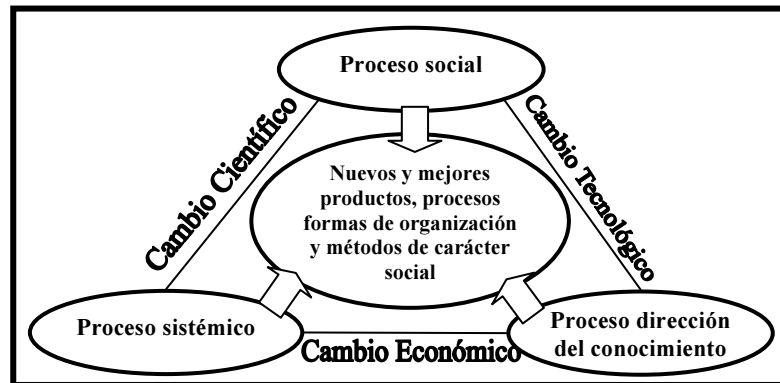 Proceso social
Cambio Científico
Cambio Tecnológico
Nuevos y mejores
productos, procesos
formas de organización
y métodos de carácter
social
Proceso sistémico
Proceso dirección
del conocimiento
Cambio Económico